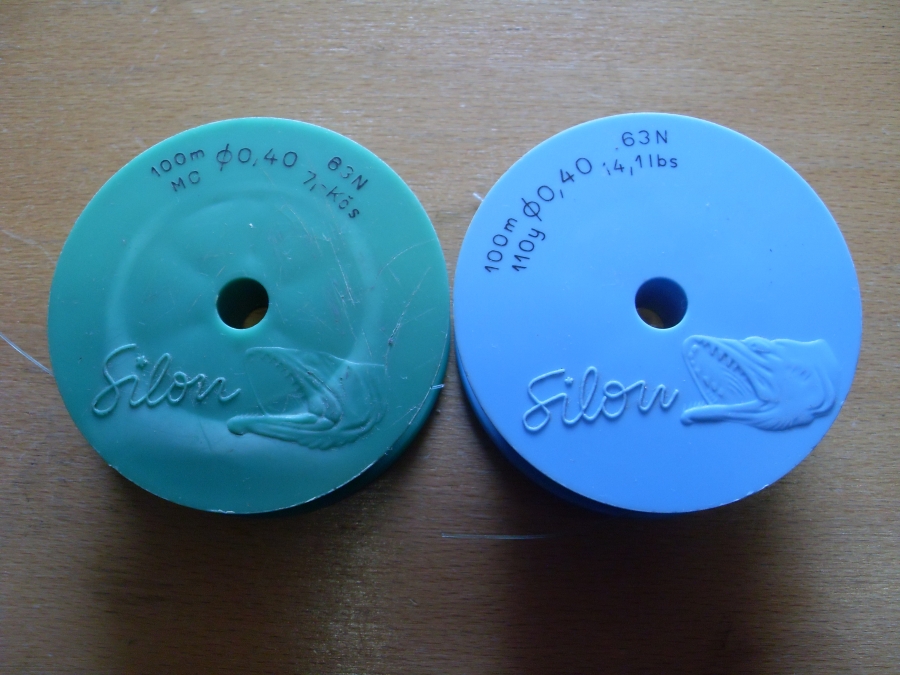 100m ϕ0,40 63N
MC 7,-Kčs
Silon
100m ϕ0,40 63N
110y 14,1lbs
Silon